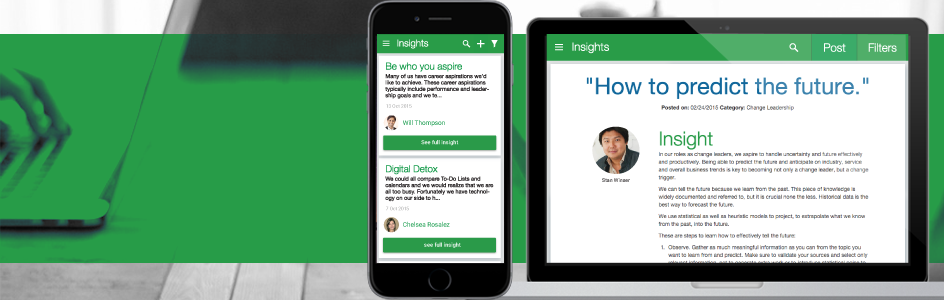 Insights
Be who you aspire
Many of us have career aspirations we'd
like to achieve. These career aspirations
typically include performance and leader-
ship goals and we te...
Will Thompson
See full insight
Digital Detox
We could all compare To-Do Lists and
calendars and we would realize that we are
all too busy. Fortunately we have technol-
ogy on our side to h...
7 Oct 2015
Chelsea Rosalez
see full insight
Insights
Post
Filters
"How to predict the future."
Posted on: 02/24/2015 Category: Change Leadership
Stan Winser
Insight
In our roles as change leaders, we aspire to handle uncertainty and future effectively
and productively. Being able to predict the future and anticipate on industry, service
and overall business trends is key to becoming not only a change leader, but a change
trigger.
We can tell the future because we learn from the past. This piece of knowledge is
widely documented and referred to, but it is crucial none the less. Historical data is the
best way to forecast the future.
We use statistical as well as heuristic models to project, to extrapolate what we know
from the past, into the future.
These are steps to learn how to effectively tell the future:
1. Observe. Gather as much meaningful information as you can from the topic you
want to learn from and predict. Make sure to validate your sources and select only